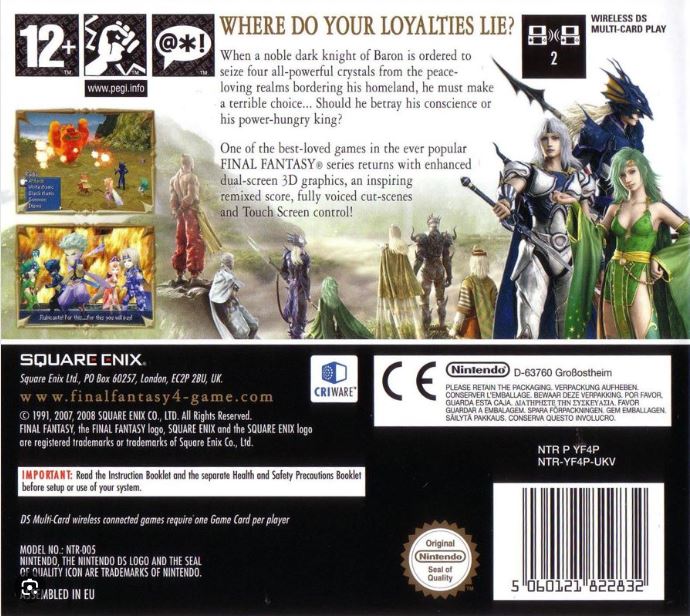 12+
www.pegi.info
@*!
WHERE DO YOUR LOYALTIES LIE?
WIRELESS DS
MULTI-CARD PLAY
2
When a noble dark knight of Baron is ordered to
seize four all-powerful crystals from the peace-
loving realms bordering his homeland, he must make
a terrible choice... Should he betray his conscience or
his power-hungry king?
One of the best-loved games in the ever popular
FINAL FANTASY® series returns with enhanced
dual-screen 3D graphics, an inspiring
remixed score, fully voiced cut-scenes
and Touch Screen control!
Attack
White Magic
Black Magic
Summon
Items
SQUARE ENIX.
Square Enix Ltd., PO Box 60257, London, EC2P 2BU, UK.
www.finalfantasy4-game.com
© 1991, 2007, 2008 SQUARE ENIX CO., LTD. All Rights Reserved.
FINAL FANTASY, the FINAL FANTASY logo, SQUARE ENIX and the SQUARE ENIX logo
are registered trademarks or trademarks of Square Enix Co., Ltd.
CRIWARE™
CE
Nintendo® D-63760 Großostheim
PLEASE RETAIN THE PACKAGING. VERPACKUNG AUFHEBEN.
CONSERVER L'EMBALLAGE. BEWAAR DEZE VERPAKKING. POR FAVOR,
GUARDA ESTA CAJA. ΔΙΑΤΗΡΗΣΤΕ ΤΗΝ ΣΥΣΚΕΥΑΣΙΑ. FAVOR
GUARDAR A EMBALAGEM. SPARA FÖRPACKNINGEN. GEM EMBALLAGEN.
SÄILYTÄ PAKKAUS. CONSERVA QUESTO INVOLUCRO.
NTR P YF4P
NTR-YF4P-UKV
IMPORTANT: Read the Instruction Booklet and the separate Health and Safety Precautions Booklet
before setup or use of your system.
DS Multi-Card wireless connected games require one Game Card per player
MODEL NO.: NTR-005
NINTENDO, THE NINTENDO DS LOGO AND THE SEAL
OF QUALITY ICON ARE TRADEMARKS OF NINTENDO.
ASSEMBLED IN EU
Original
Nintendo®
Seal of
Quality
TM
5 060121 822832